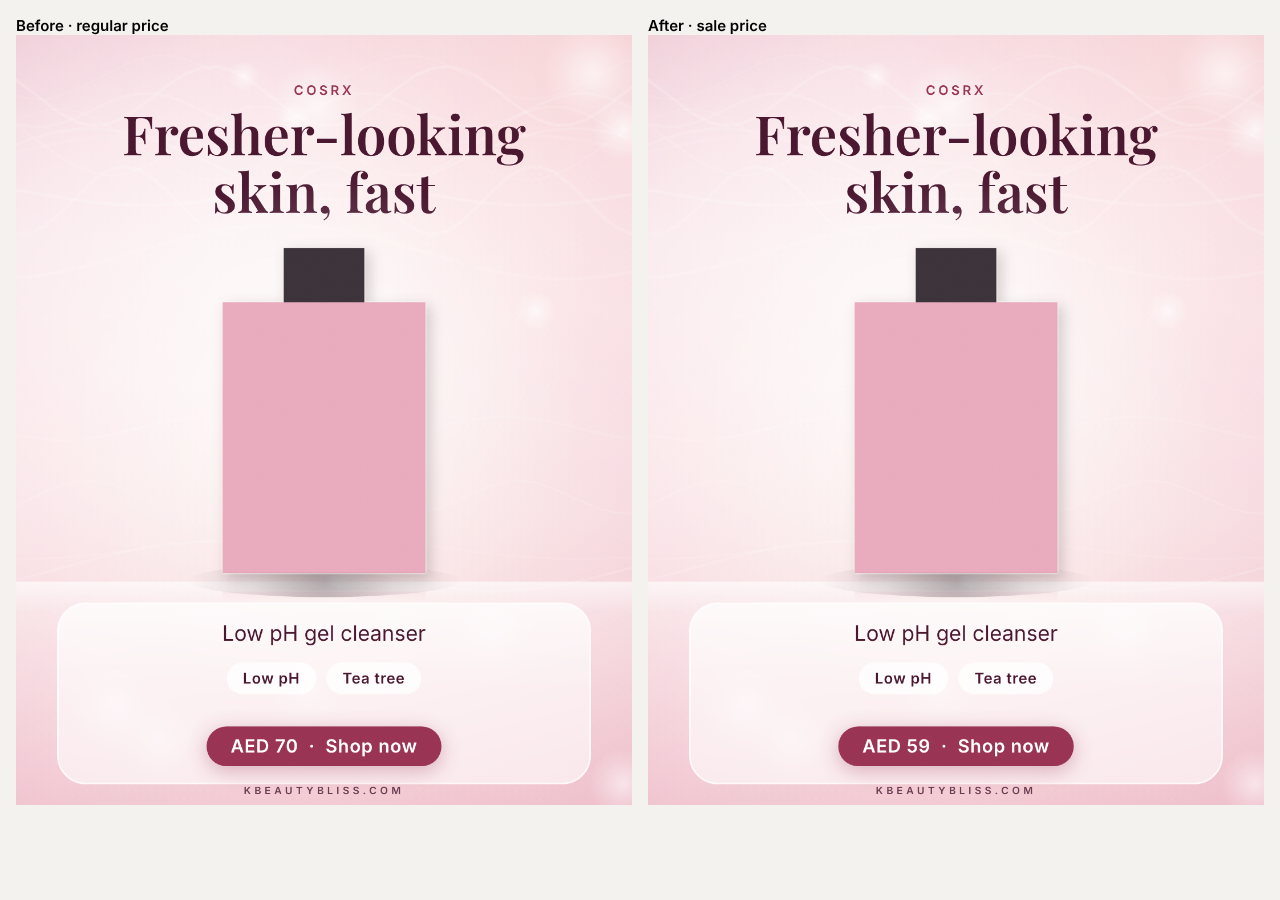 Before · regular price
COSRX
Fresher-looking
skin, fast
Low pH gel cleanser
Low pH
Tea tree
AED 70 · Shop now
KBEAUTYBLISS.COM
After · sale price
COSRX
Fresher-looking
skin, fast
Low pH gel cleanser
Low pH
Tea tree
AED 59 · Shop now
KBEAUTYBLISS.COM